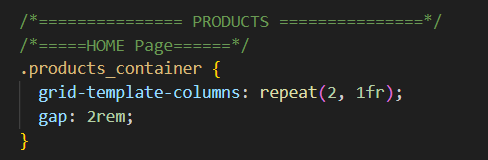 /*=============== PRODUCTS ===============*/
/*=====HOME Page======*/
.products_container {
  grid-template-columns: repeat(2, 1fr);
  gap: 2rem;
}